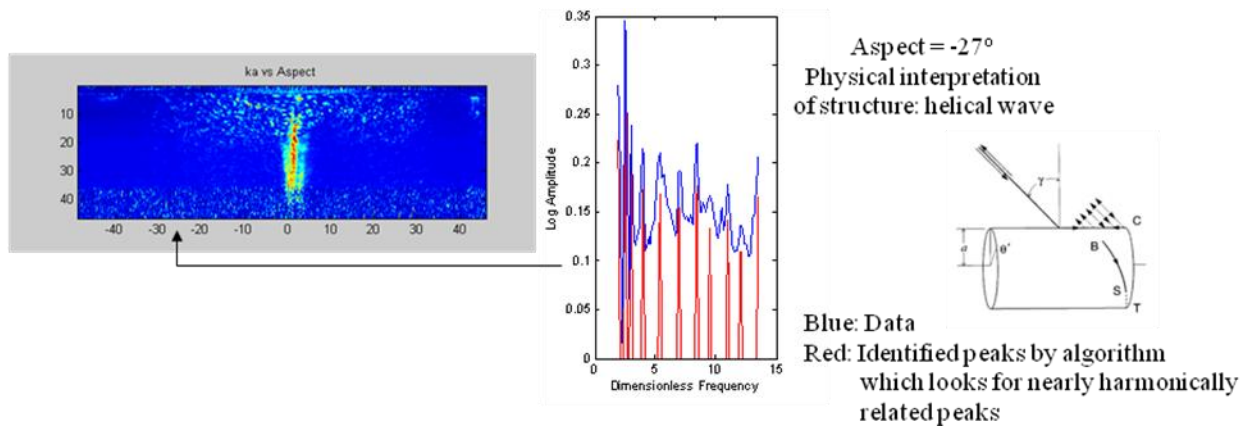 ka vs Aspect
10
20
30
40
-40
-30
-20
-10
0
10
20
30
40
0.35
0.3
0.25
0.2
0.15
0.1
0.05
0
Log Amplitude
0
5
10
15
Dimensionless Frequency
Aspect = -27°
Physical interpretation
of structure: helical wave
γ
a
θ'
B
C
S
T
Blue: Data
Red: Identified peaks by algorithm
which looks for nearly harmonically
related peaks